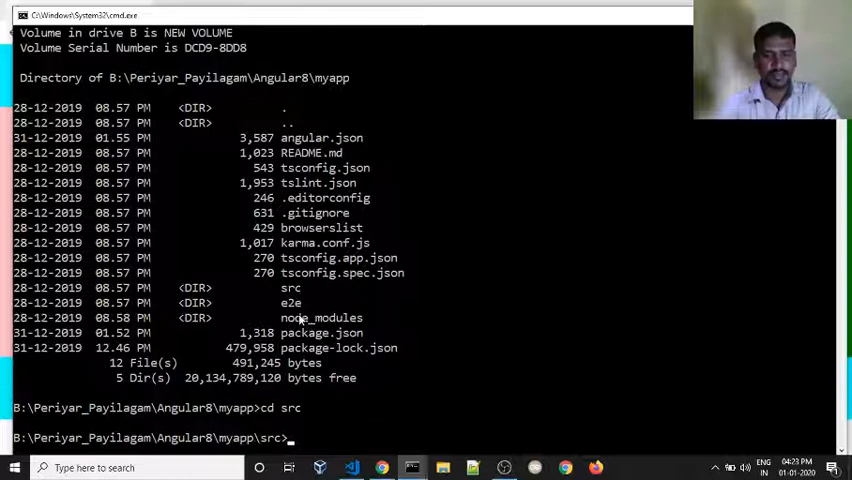 C:\Windows\System32\cmd.exe
Volume in drive B is NEW VOLUME
Volume Serial Number is DCD9-8DD8
Directory of B:\Periyar_Payilagam\Angular8\myapp
28-12-2019 08.57 PM <DIR> .
28-12-2019 08.57 PM <DIR> ..
31-12-2019 01.55 PM 3,587 angular.json
28-12-2019 08.57 PM 1,023 README.md
28-12-2019 08.57 PM 543 tsconfig.json
28-12-2019 08.57 PM 1,953 tslint.json
28-12-2019 08.57 PM 246 .editorconfig
28-12-2019 08.57 PM 631 .gitignore
28-12-2019 08.57 PM 429 browserslist
28-12-2019 08.57 PM 1,017 karma.conf.js
28-12-2019 08.57 PM 270 tsconfig.app.json
28-12-2019 08.57 PM 270 tsconfig.spec.json
28-12-2019 08.57 PM <DIR> src
28-12-2019 08.57 PM <DIR> e2e
28-12-2019 08.58 PM <DIR> node_modules
31-12-2019 01.52 PM 1,318 package.json
31-12-2019 12.46 PM 479,958 package-lock.json
12 File(s) 491,245 bytes
5 Dir(s) 20,134,789,120 bytes free
B:\Periyar_Payilagam\Angular8\myapp>cd src
B:\Periyar_Payilagam\Angular8\myapp\src>
Type here to search
ENG
IN
04:23 PM
01-01-2020